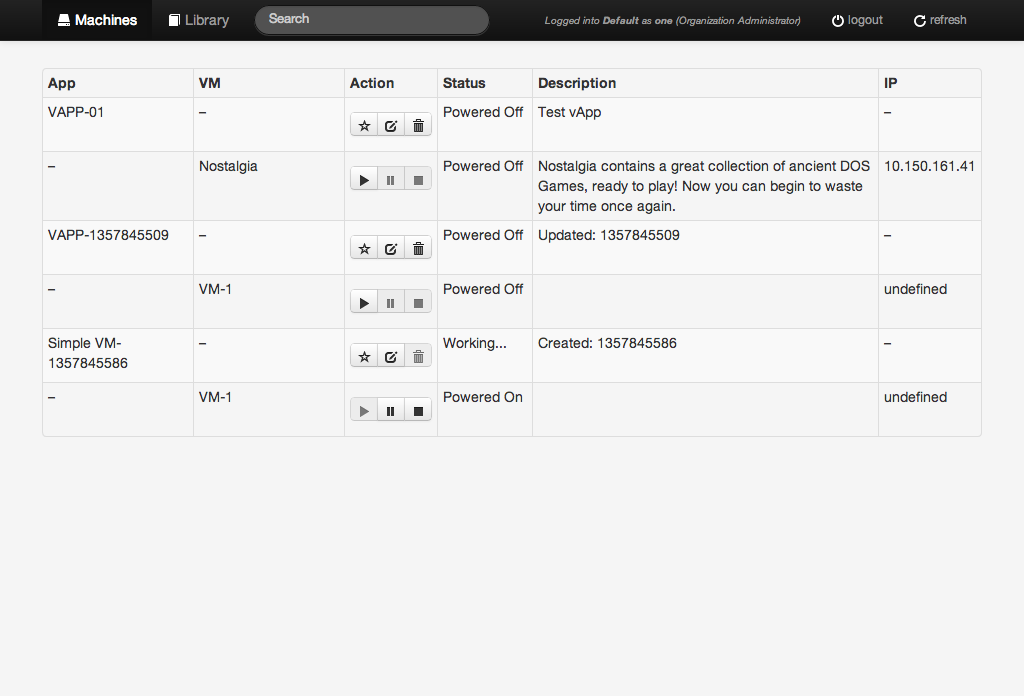 Machines Library Search Logged into Default as one (Organization Administrator) logout refresh
App VM Action Status Description IP
VAPP-01 – Powered Off Test vApp –
– Nostalgia Powered Off Nostalgia contains a great collection of ancient DOS 10.150.161.41
Games, ready to play! Now you can begin to waste
your time once again.
VAPP-1357845509 – Powered Off Updated: 1357845509 –
– VM-1 Powered Off undefined
Simple VM- – Working... Created: 1357845586 –
1357845586
– VM-1 Powered On undefined